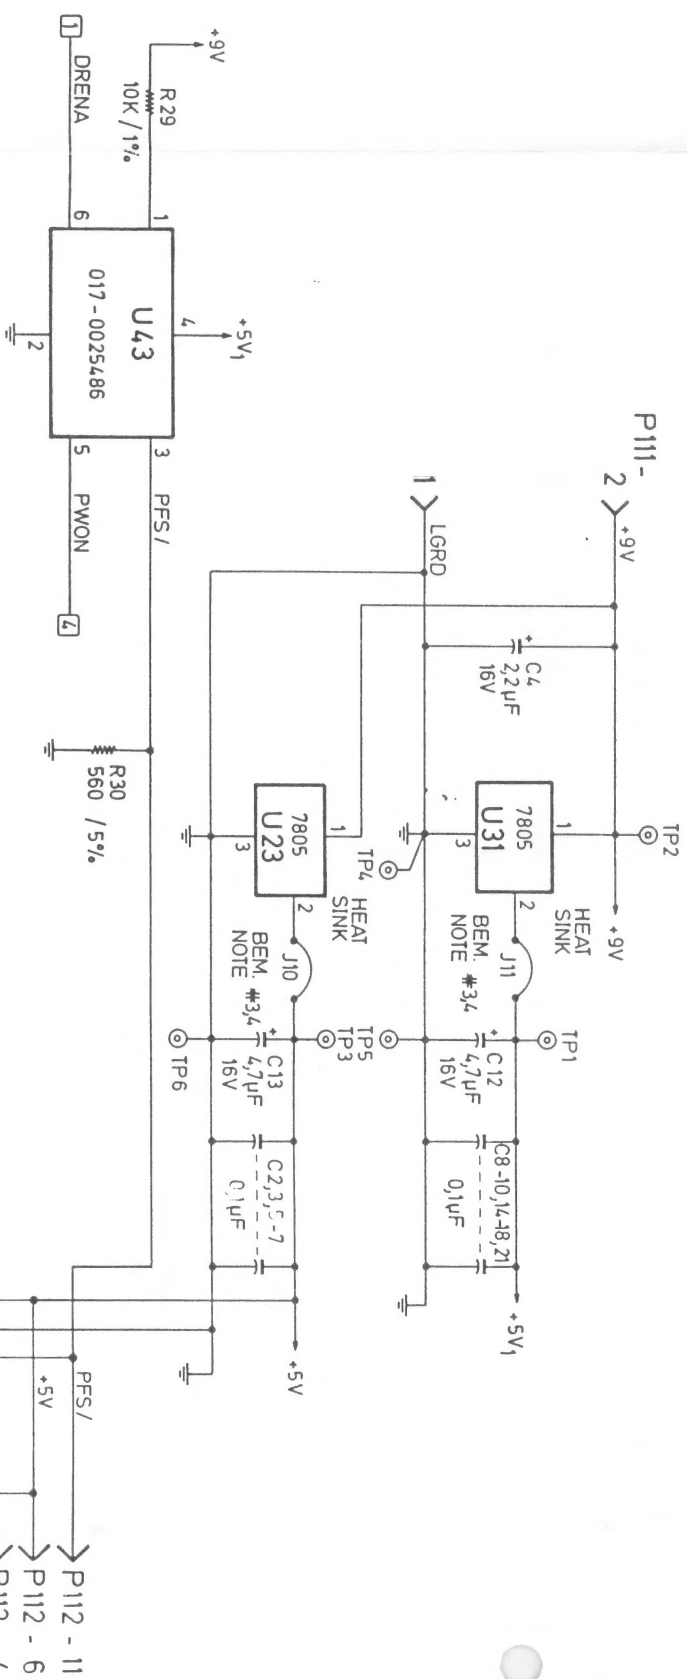 P111-
2
+9V
TP2
1
7805
U31
3
2
HEAT
SINK
+9V
J11
BEM.
NOTE #3,4
TP1
+
C12
4,7µF
16V
C8-10,14-18,21
0,1µF
+5V1
+
C4
2,2µF
16V
1
LGRD
TP4
TP5
TP3
1
7805
U23
3
2
HEAT
SINK
J10
BEM.
NOTE #3,4
+
C13
4,7µF
16V
TP6
0,1µF
+5V
+9V
R29
10K/1%
1
DRENA
1
6
4
+5V1
U43
017-0025486
2
3
5
PFS/
PWON
4
R30
560 /5%
PFS/
+5V
P112 - 11
P112 - 6